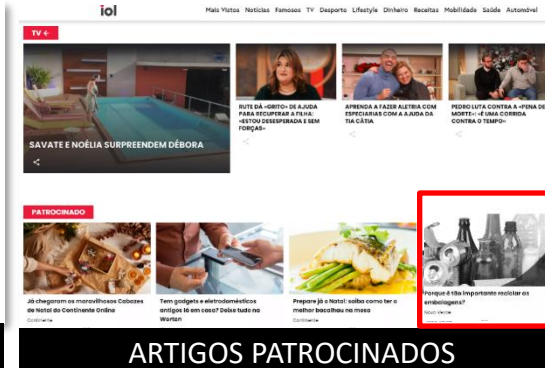 iol
Mais Vistos Notícias Famosos TV Desporto Lifestyle Dinheiro Receitas Mobilidade Saúde Automóvel
TV
SAVATE E NOÉLIA SURPREENDEM DÉBORA
RUTE DÁ «GRITO» DE AJUDA
PARA RECUPERAR A FILHA:
«ESTOU DESESPERADA E SEM
FORÇAS»
APRENDA A FAZER ALETRIA COM
ESPECIARIAS COM A AJUDA DA
TIA CÁTIA
PEDRO LUTA CONTRA A «PENA DE
MORTE»: «É UMA CORRIDA
CONTRA O TEMPO»
PATROCINADO
Já chegaram os maravilhosos Cabazes
de Natal do Continente Online
Continente
Tem gadgets e eletrodomésticos
antigos lá em casa? Deixe tudo na
Worten
Prepare já o Natal: saiba como ter o
melhor bacalhau na mesa
Continente
Porque é tão importante reciclar as
embalagens?
Novo Verde
ARTIGOS PATROCINADOS